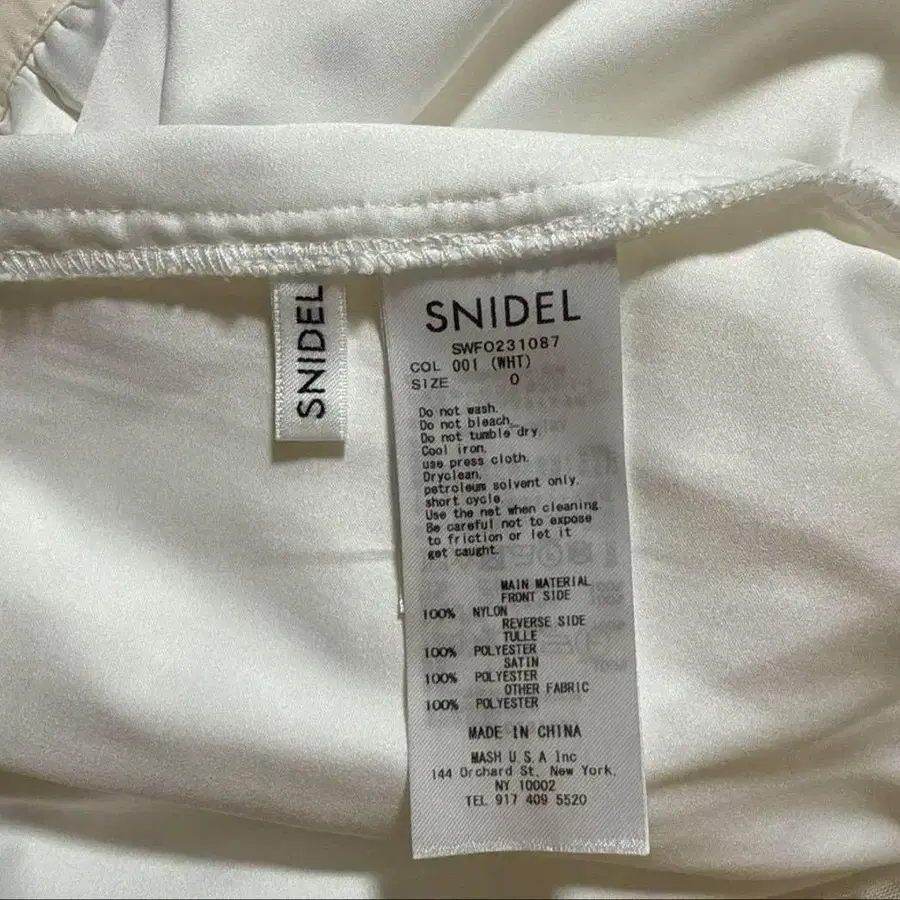 SNIDEL
SNIDEL
SWFO231087
COL 001 (WHT)
SIZE 0
Do not wash.
Do not bleach.
Do not tumble dry.
Cool iron.
use press cloth.
Dryclean,
petroleum solvent only.
short cycle.
Use the net when cleaning.
Be careful not to expose
to friction or let it
get caught.
MAIN MATERIAL
FRONT SIDE
100% NYLON
REVERSE SIDE
TULLE
100% POLYESTER
SATIN
100% POLYESTER
OTHER FABRIC
100% POLYESTER
MADE IN CHINA
MASH U.S.A Inc
144 Orchard St, New York,
NY 10002
TEL 917 409 5520